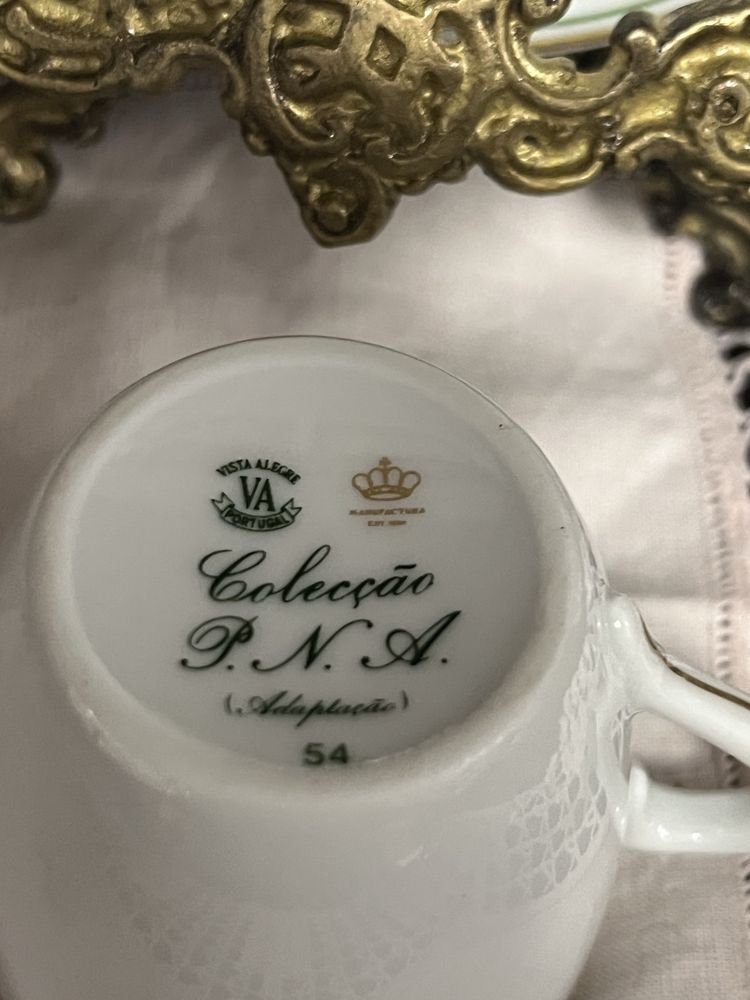 VISTA ALEGRE
VA
PORTUGAL
MANUFACTURA
Colecção
P. N. A.
(Adaptação)
54